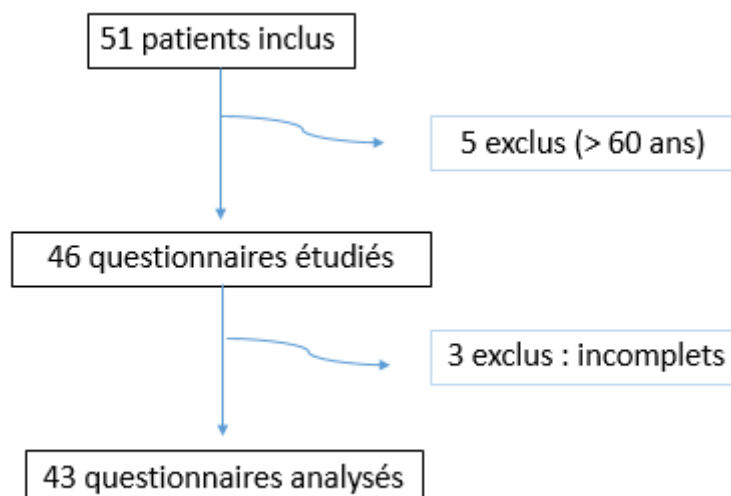 51 patients inclus
5 exclus (> 60 ans)
46 questionnaires étudiés
3 exclus : incomplets
43 questionnaires analysés